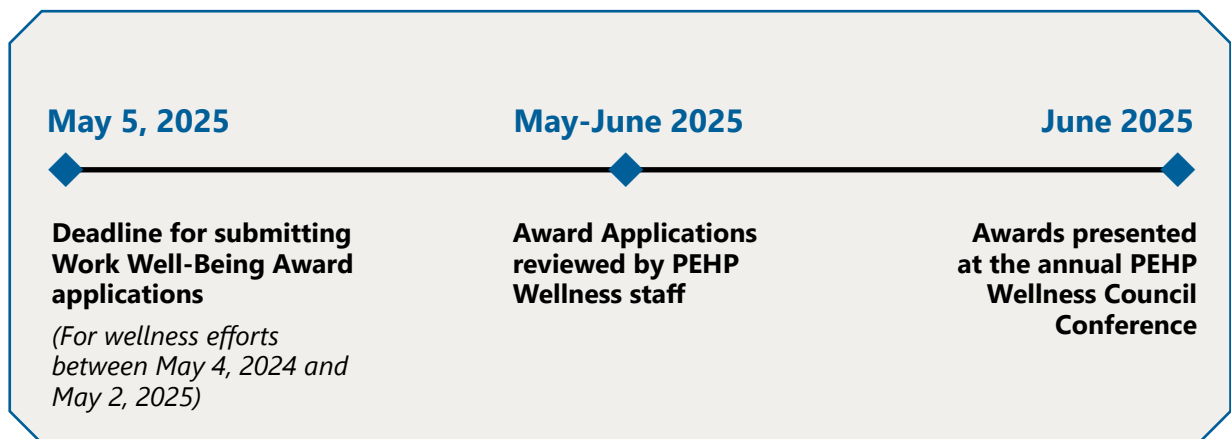 May 5, 2025
May-June 2025
June 2025
Deadline for submitting
Work Well-Being Award
applications
(For wellness efforts
between May 4, 2024 and
May 2, 2025)
Award Applications
reviewed by PEHP
Wellness staff
Awards presented
at the annual PEHP
Wellness Council
Conference